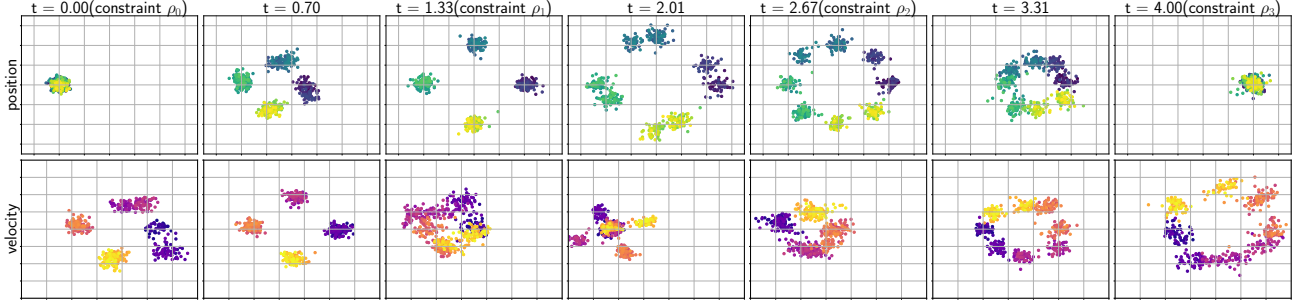 t = 0.00(constraint ρ₀)
t = 0.70
t = 1.33(constraint ρ₁)
t = 2.01
t = 2.67(constraint ρ₂)
t = 3.31
t = 4.00(constraint ρ₃)
position
velocity